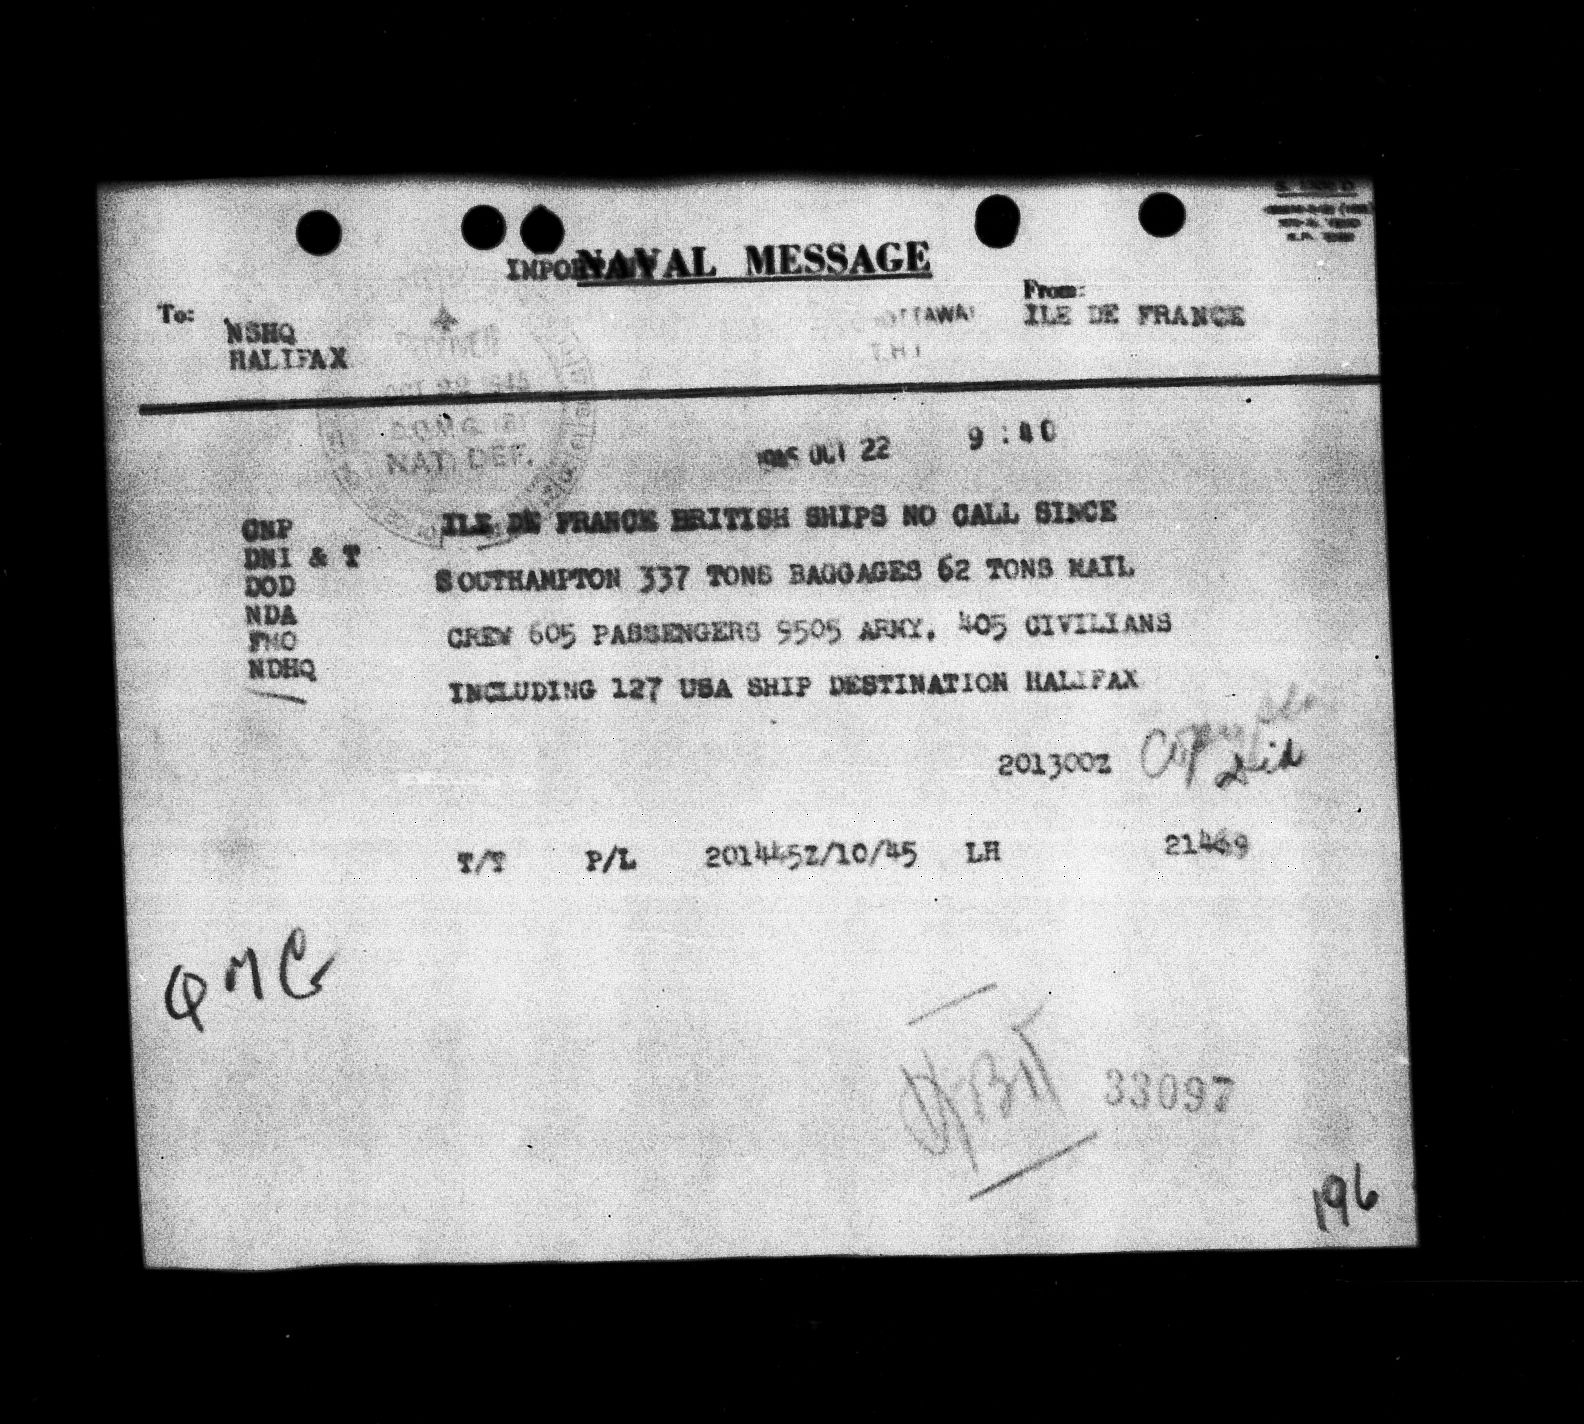 NAVAL MESSAGE
To:
NSHQ
HALIFAX
From:
ILE DE FRANCE
OTTAWA
NAT. DEF.
1945 OCT 22 9:40
CNP
DNI & T
DOD
NDA
FMO
NDHQ
ILE DE FRANCE BRITISH SHIPS NO CALL SINCE
SOUTHAMPTON 337 TONS BAGGAGES 62 TONS MAIL
CREW 605 PASSENGERS 9505 ARMY. 405 CIVILIANS
INCLUDING 127 USA SHIP DESTINATION HALIFAX
201300Z
T/T P/L 201445Z/10/45 LH 21469
QMG
33097
196